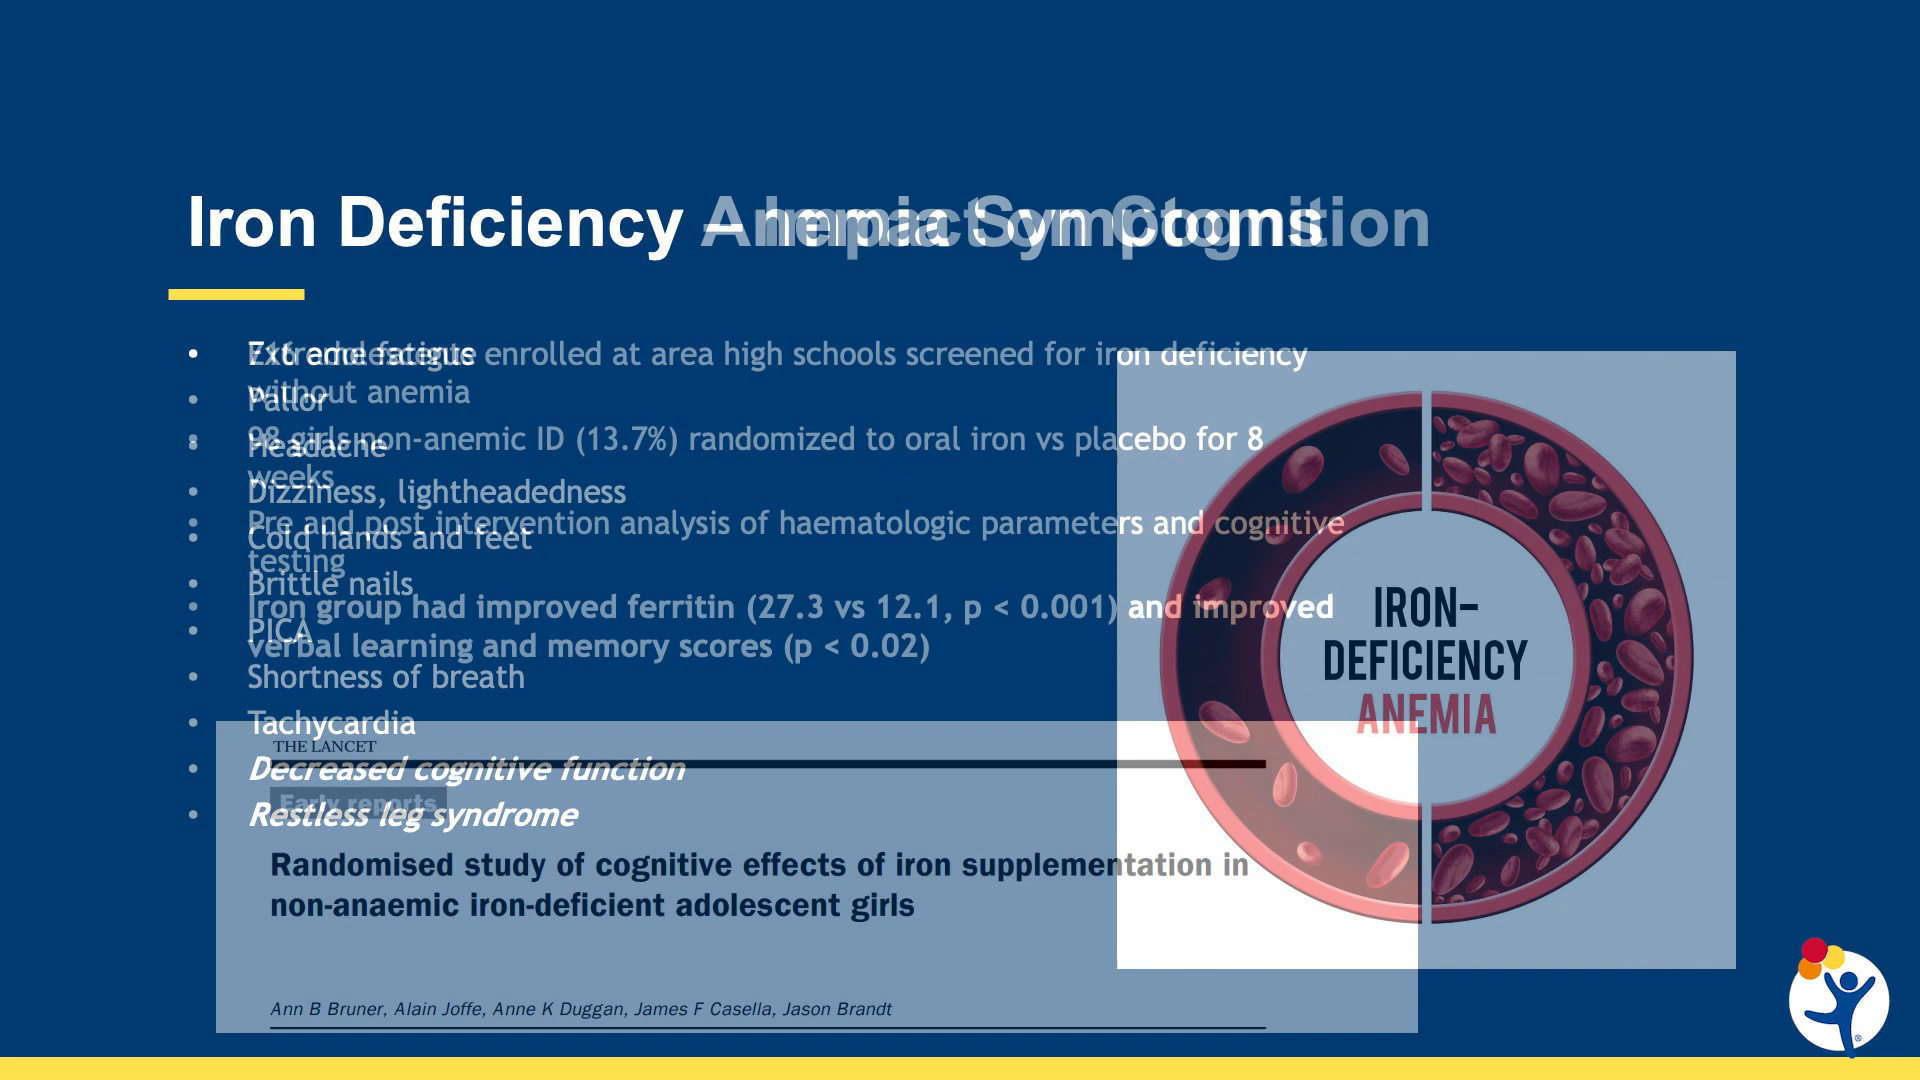 Iron Deficiency Anemia Symptoms
Iron Deficiency – Impact on Cognition
• Extreme fatigue
• Pallor
• Headache
• Dizziness, lightheadedness
• Cold hands and feet
• Brittle nails
• PICA
• Shortness of breath
• Tachycardia
• Decreased cognitive function
• Restless leg syndrome
• adolescent enrolled at area high schools screened for iron deficiency
without anemia
• 98 girls non-anemic ID (13.7%) randomized to oral iron vs placebo for 8
weeks
• Pre and post intervention analysis of haematologic parameters and cognitive
testing
• Iron group had improved ferritin (27.3 vs 12.1, p < 0.001) and improved
verbal learning and memory scores (p < 0.02)
THE LANCET
Early reports
Randomised study of cognitive effects of iron supplementation in
non-anaemic iron-deficient adolescent girls
Ann B Bruner, Alain Joffe, Anne K Duggan, James F Casella, Jason Brandt
IRON-
DEFICIENCY
ANEMIA
®